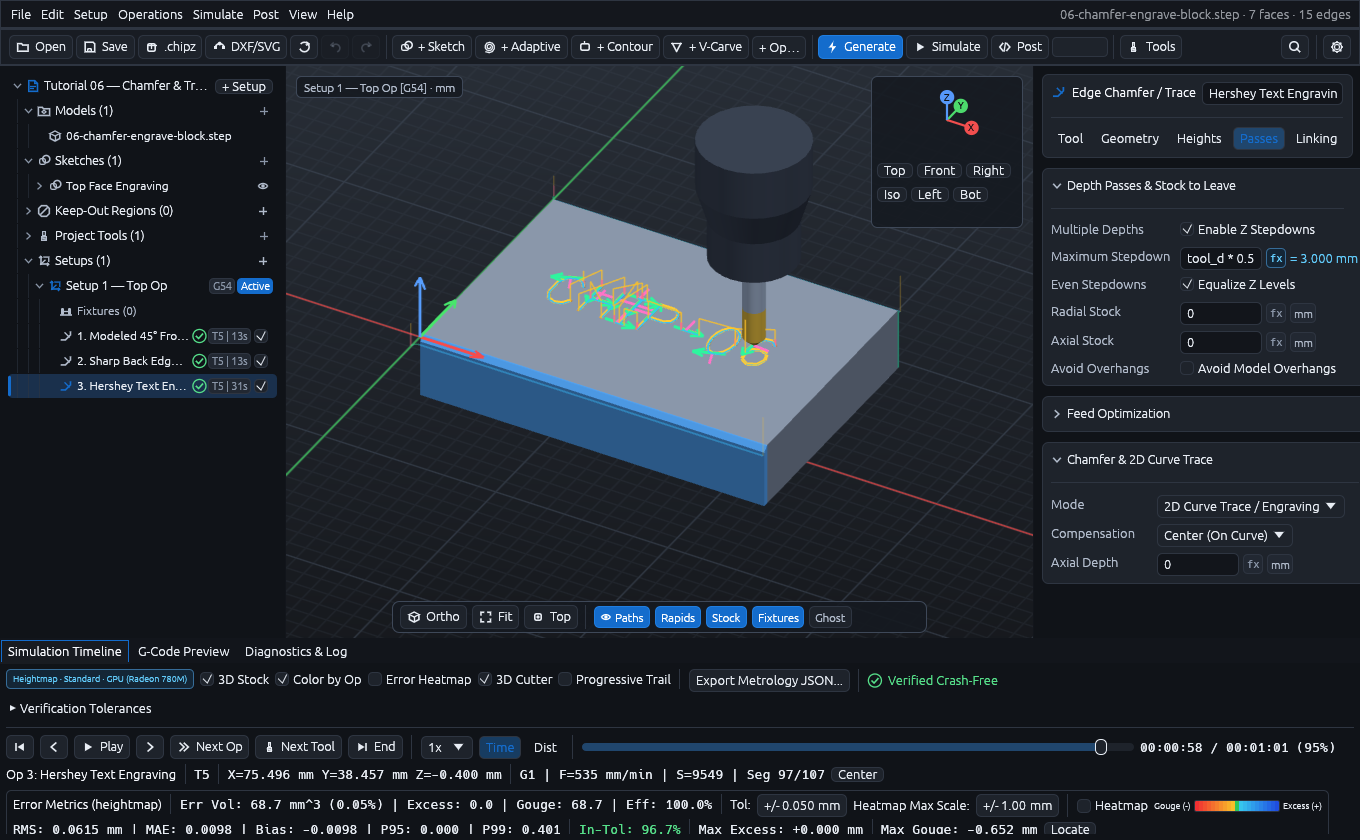 File Edit Setup Operations Simulate Post View Help 06-chamfer-engrave-block.step · 7 faces · 15 edges
Open Save .chipz DXF/SVG + Sketch + Adaptive + Contour + V-Carve + Op... Generate Simulate Post Tools
Tutorial 06 — Chamfer & Tr... + Setup
Models (1) +
06-chamfer-engrave-block.step
Sketches (1) +
Top Face Engraving
Keep-Out Regions (0) +
Project Tools (1) +
Setups (1) +
Setup 1 — Top Op G54 Active
Fixtures (0)
1. Modeled 45° Fro... T5 | 13s
2. Sharp Back Edg... T5 | 13s
3. Hershey Text En... T5 | 31s
Setup 1 — Top Op [G54] · mm
Z Y X
Top Front Right
Iso Left Bot
Ortho Fit Top Paths Rapids Stock Fixtures Ghost
Edge Chamfer / Trace Hershey Text Engravin
Tool Geometry Heights Passes Linking
Depth Passes & Stock to Leave
Multiple Depths Enable Z Stepdowns
Maximum Stepdown tool_d * 0.5 fx = 3.000 mm
Even Stepdowns Equalize Z Levels
Radial Stock 0 fx mm
Axial Stock 0 fx mm
Avoid Overhangs Avoid Model Overhangs
Feed Optimization
Chamfer & 2D Curve Trace
Mode 2D Curve Trace / Engraving
Compensation Center (On Curve)
Axial Depth 0 fx mm
Simulation Timeline G-Code Preview Diagnostics & Log
Heightmap · Standard · GPU (Radeon 780M) 3D Stock Color by Op Error Heatmap 3D Cutter Progressive Trail Export Metrology JSON... Verified Crash-Free
Verification Tolerances
Play Next Op Next Tool End 1x Time Dist 00:00:58 / 00:01:01 (95%)
Op 3: Hershey Text Engraving T5 X=75.496 mm Y=38.457 mm Z=-0.400 mm G1 | F=535 mm/min | S=9549 | Seg 97/107 Center
Error Metrics (heightmap) Err Vol: 68.7 mm^3 (0.05%) | Excess: 0.0 | Gouge: 68.7 | Eff: 100.0% Tol: +/-0.050 mm Heatmap Max Scale: +/-1.00 mm Heatmap Gouge (-) Excess (+)
RMS: 0.0615 mm | MAE: 0.0098 | Bias: -0.0098 | P95: 0.000 | P99: 0.401 In-Tol: 96.7% Max Excess: +0.000 mm Max Gouge: -0.652 mm Locate